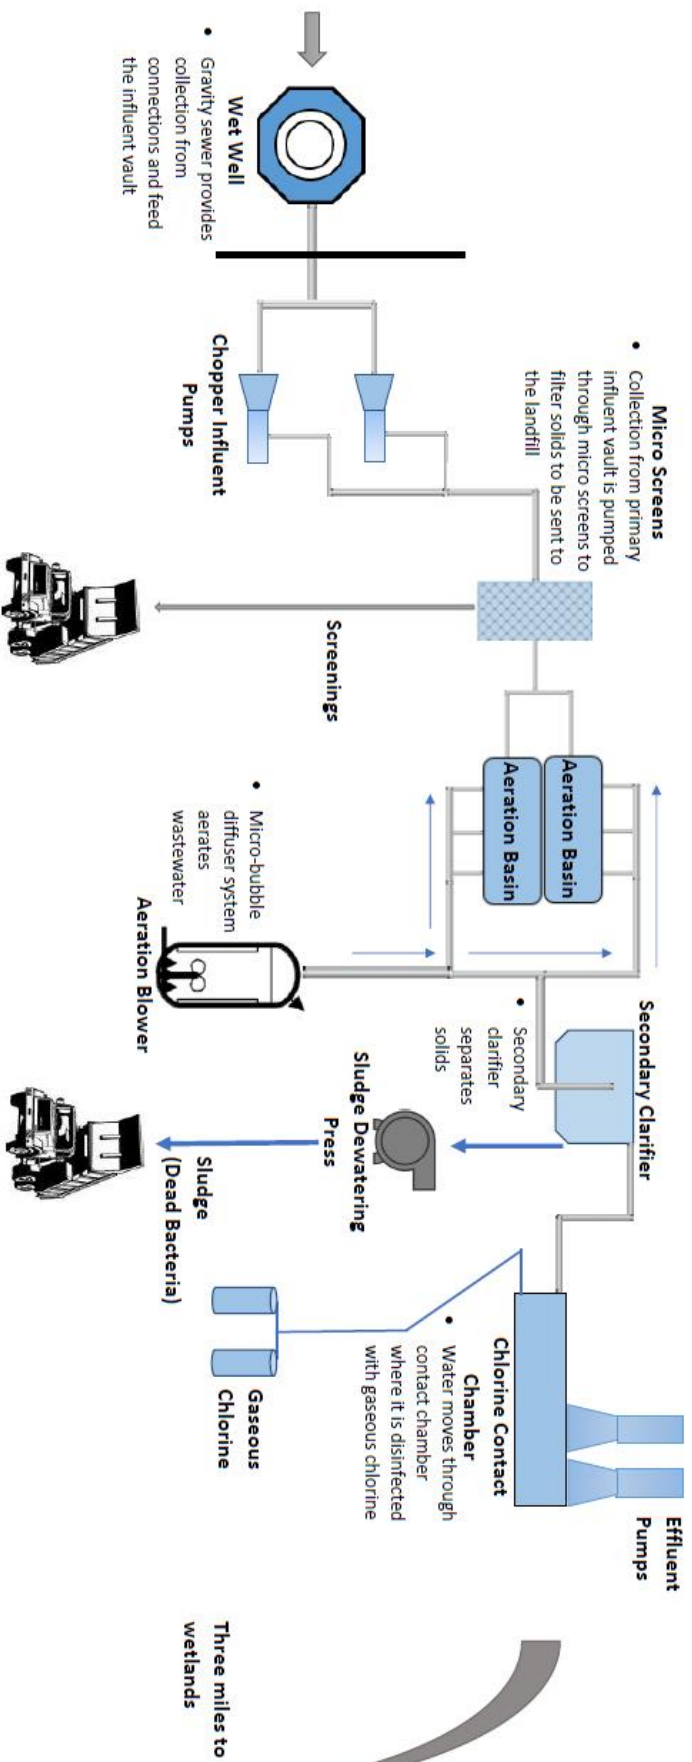 Wet Well
• Gravity sewer provides
collection from
connections and feed
the influent vault
Chopper Influent
Pumps
Micro Screens
• Collection from primary
influent vault is pumped
through micro screens to
filter solids to be sent to
the landfill
Screenings
Aeration Basin
Aeration Basin
• Micro-bubble
diffuser system
aerates
wastewater
Aeration Blower
Secondary Clarifier
• Secondary
clarifier
separates
solids
Sludge Dewatering
Press
Sludge
(Dead Bacteria)
Chlorine Contact
Chamber
• Water moves through
contact chamber
where it is disinfected
with gaseous chlorine
Gaseous
Chlorine
Effluent
Pumps
Three miles to
wetlands